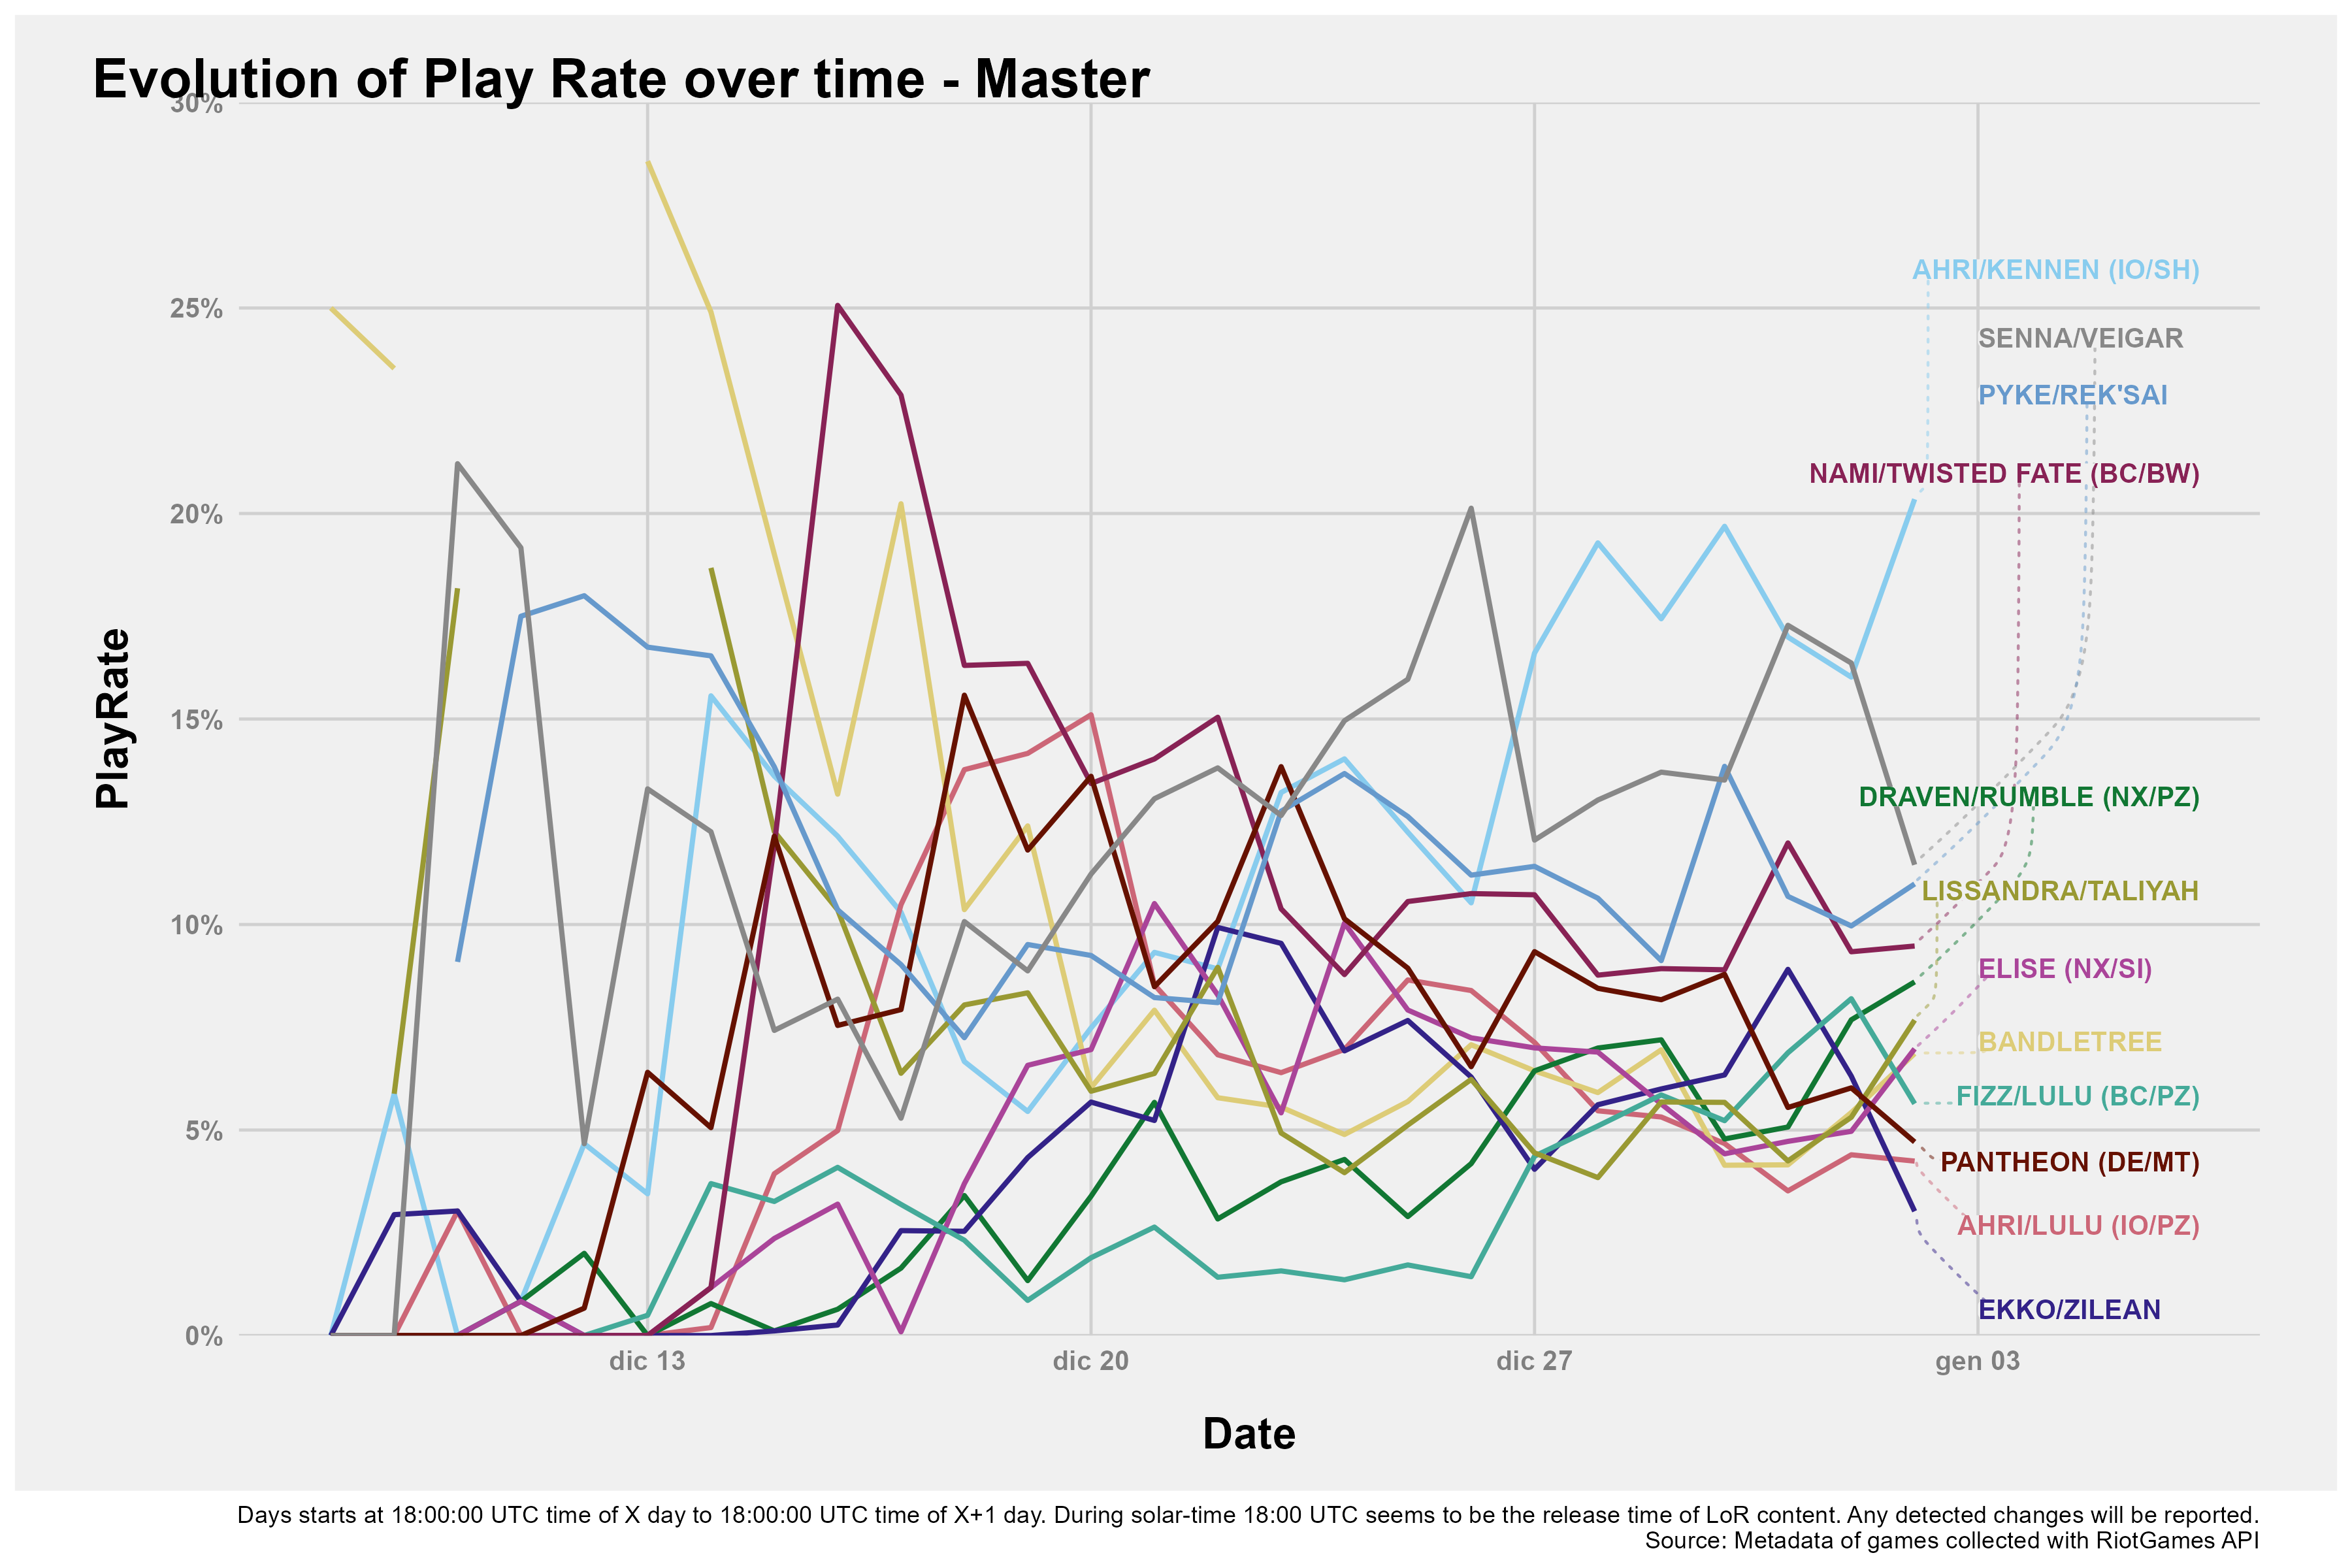 Evolution of Play Rate over time - Master
30%
25%
20%
15%
10%
5%
0%
PlayRate
AHRI/KENNEN (IO/SH)
SENNA/VEIGAR
PYKE/REK'SAI
NAMI/TWISTED FATE (BC/BW)
DRAVEN/RUMBLE (NX/PZ)
LISSANDRA/TALIYAH
ELISE (NX/SI)
BANDLETREE
FIZZ/LULU (BC/PZ)
PANTHEON (DE/MT)
AHRI/LULU (IO/PZ)
EKKO/ZILEAN
dic 13
dic 20
dic 27
gen 03
Date
Days starts at 18:00:00 UTC time of X day to 18:00:00 UTC time of X+1 day. During solar-time 18:00 UTC seems to be the release time of LoR content. Any detected changes will be reported.
Source: Metadata of games collected with RiotGames API